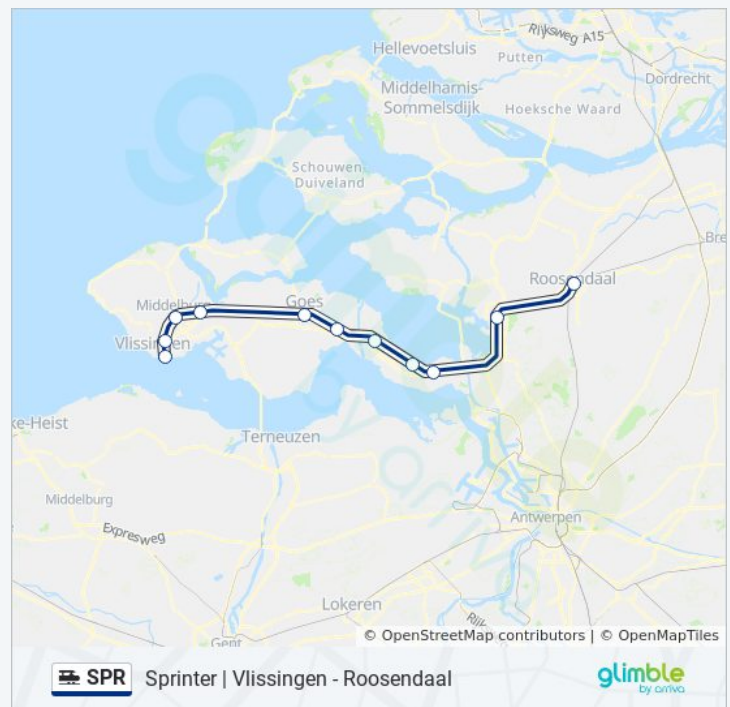 Rijksweg A15
Hellevoetsluis
Putten
Dordrecht
Middelharnis-
Sommelsdijk
Hoeksche Waard
Schouwen-
Duiveland
Bre
Roosendaal
Middelburg
Goes
Vlissingen
ke-Heist
Terneuzen
Middelburg
Antwerpen
Expresweg
Lokeren
Rijk
Gent
© OpenStreetMap contributors | © OpenMapTiles
SPR Sprinter | Vlissingen - Roosendaal
glimble
by arriva